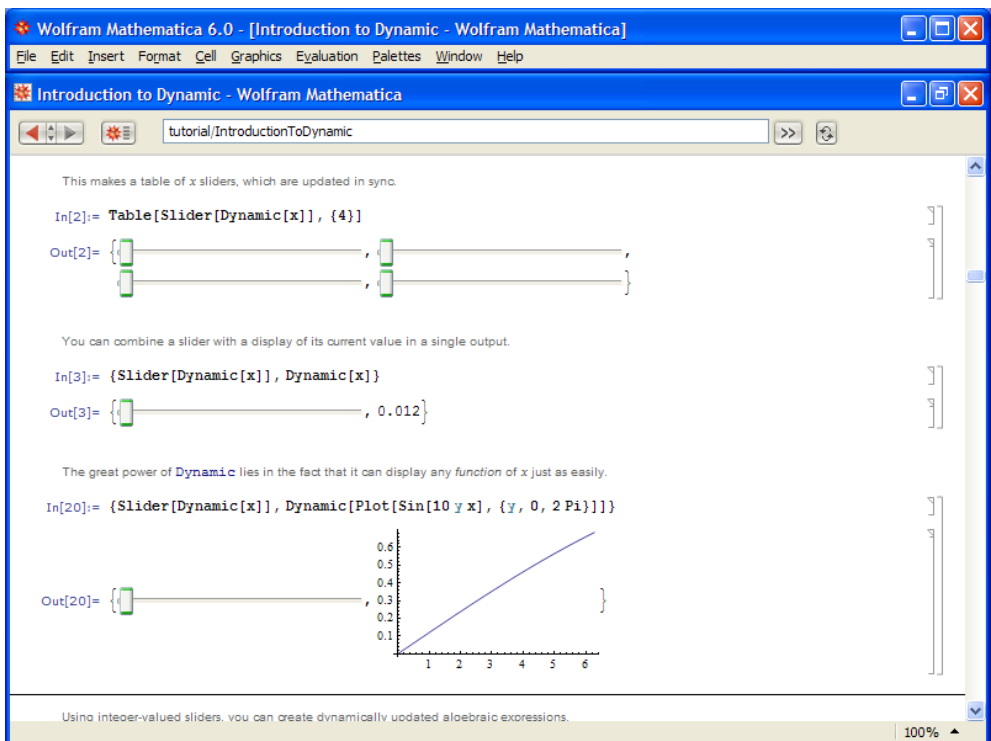 Wolfram Mathematica 6.0 - [Introduction to Dynamic - Wolfram Mathematica]
File Edit Insert Format Cell Graphics Evaluation Palettes Window Help
Introduction to Dynamic - Wolfram Mathematica
tutorial/IntroductionToDynamic >>
This makes a table of x sliders, which are updated in sync.
In[2]:= Table[Slider[Dynamic[x]], {4}]
Out[2]= { , ,
, }
You can combine a slider with a display of its current value in a single output.
In[3]:= {Slider[Dynamic[x]], Dynamic[x]}
Out[3]= { , 0.012}
The great power of Dynamic lies in the fact that it can display any function of x just as easily.
In[20]:= {Slider[Dynamic[x]], Dynamic[Plot[Sin[10 y x], {y, 0, 2 Pi}]]}
0.6
0.5
0.4
Out[20]= { , 0.3 }
0.2
0.1
1 2 3 4 5 6
Using integer-valued sliders, you can create dynamically updated algebraic expressions.
100%